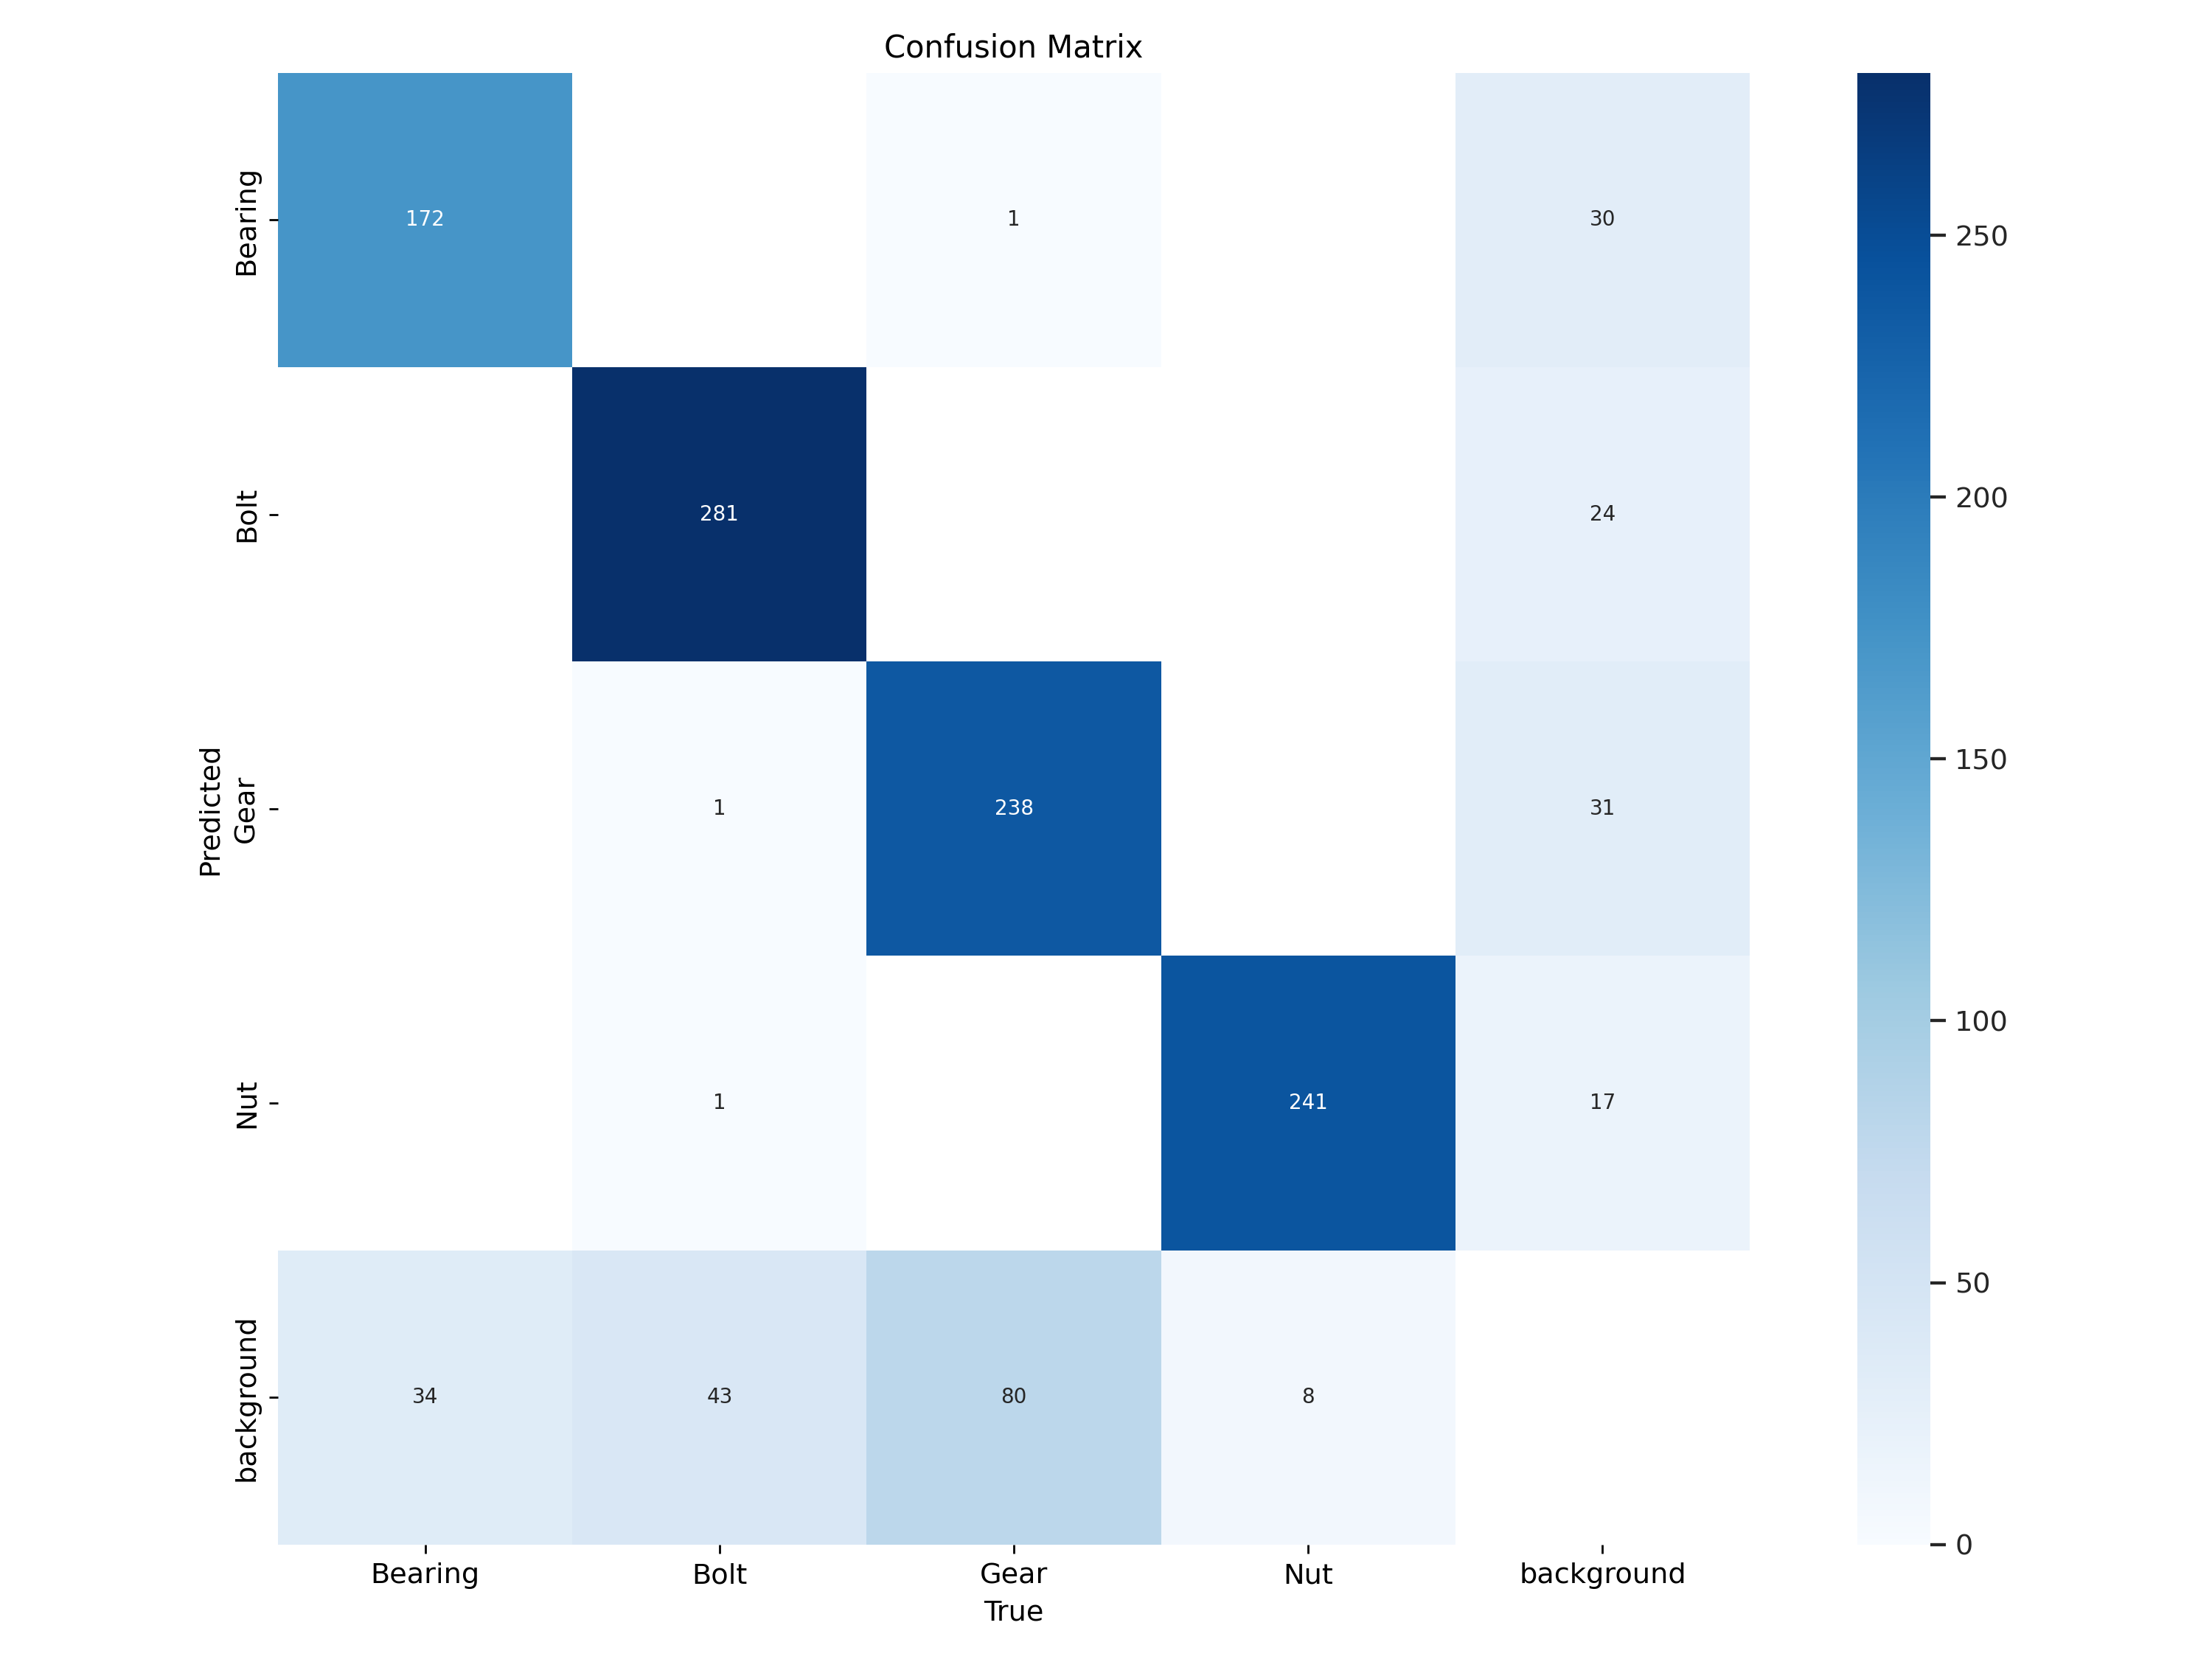 Confusion Matrix
Predicted
Bearing
172
1
30
250
Bolt
281
24
200
Gear
1
238
31
150
Nut
1
241
17
100
background
34
43
80
8
50
0
Bearing Bolt Gear Nut background
True